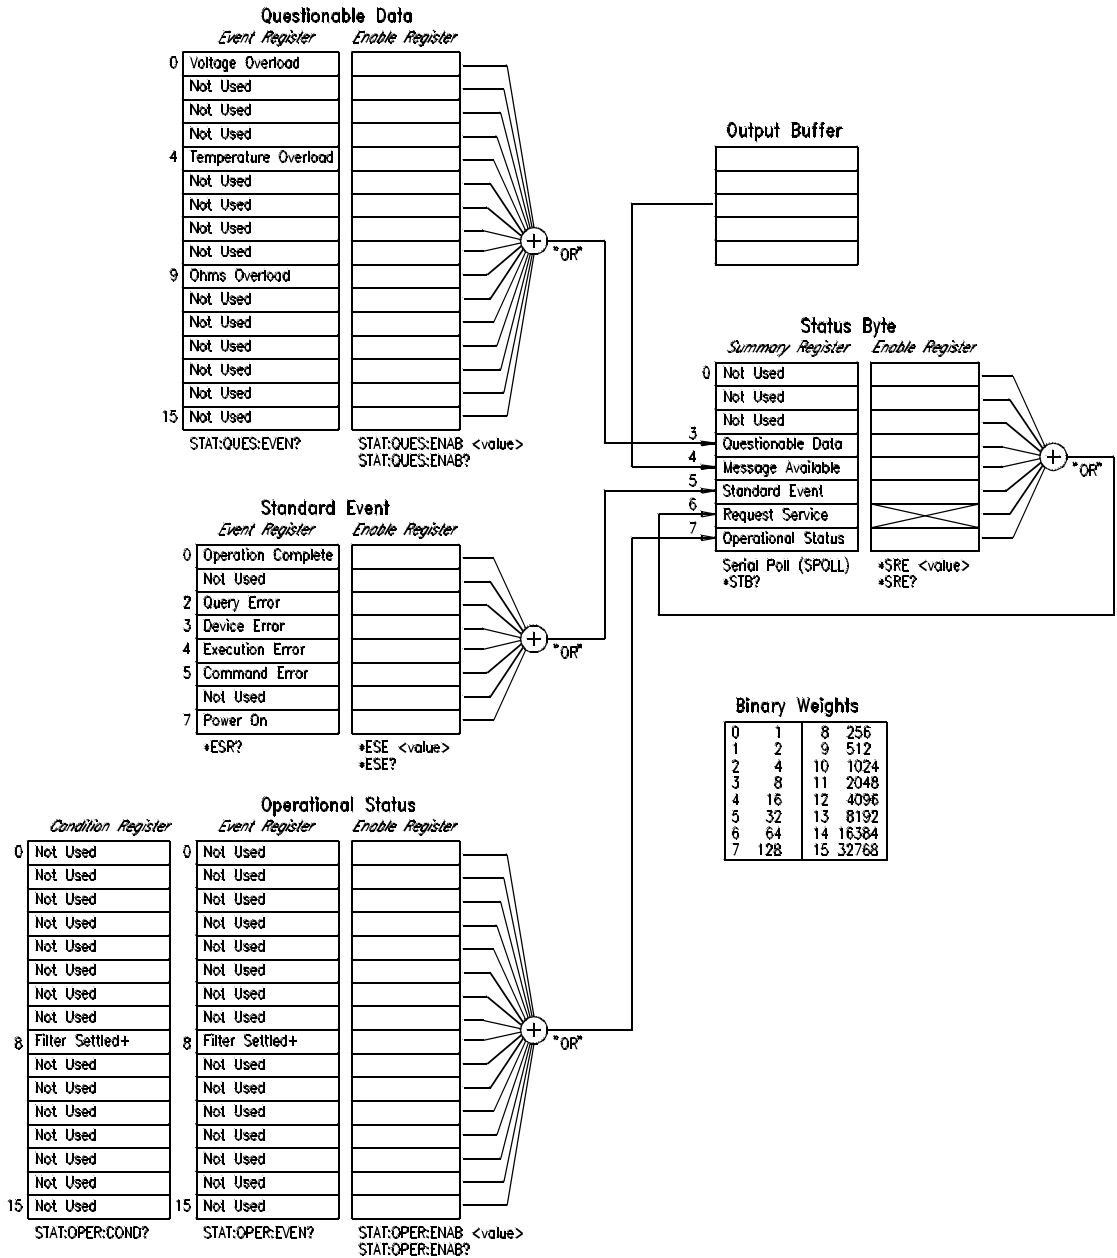 Questionable Data
Event Register Enable Register
0 Voltage Overload
Not Used
Not Used
Not Used
4 Temperature Overload
Not Used
Not Used
Not Used
Not Used
9 Ohms Overload
Not Used
Not Used
Not Used
Not Used
Not Used
15 Not Used
+
"OR"
STAT:QUES:EVEN? STAT:QUES:ENAB <value>
STAT:QUES:ENAB?
Output Buffer
Status Byte
Summary Register Enable Register
0 Not Used
Not Used
Not Used
3 Questionable Data
4 Message Available
5 Standard Event
6 Request Service
7 Operational Status
+
"OR"
Serial Poll (SPOLL) *SRE <value>
*STB? *SRE?
Standard Event
Event Register Enable Register
0 Operation Complete
Not Used
2 Query Error
3 Device Error
4 Execution Error
5 Command Error
Not Used
7 Power On
+
"OR"
*ESR? *ESE <value>
*ESE?
Binary Weights
0 1 8 256
1 2 9 512
2 4 10 1024
3 8 11 2048
4 16 12 4096
5 32 13 8192
6 64 14 16384
7 128 15 32768
Operational Status
Condition Register Event Register Enable Register
0 Not Used 0 Not Used
Not Used Not Used
Not Used Not Used
Not Used Not Used
Not Used Not Used
Not Used Not Used
Not Used Not Used
Not Used Not Used
8 Filter Settled+ 8 Filter Settled+
Not Used Not Used
Not Used Not Used
Not Used Not Used
Not Used Not Used
Not Used Not Used
Not Used Not Used
15 Not Used 15 Not Used
+
"OR"
STAT:OPER:COND? STAT:OPER:EVEN? STAT:OPER:ENAB <value>
STAT:OPER:ENAB?